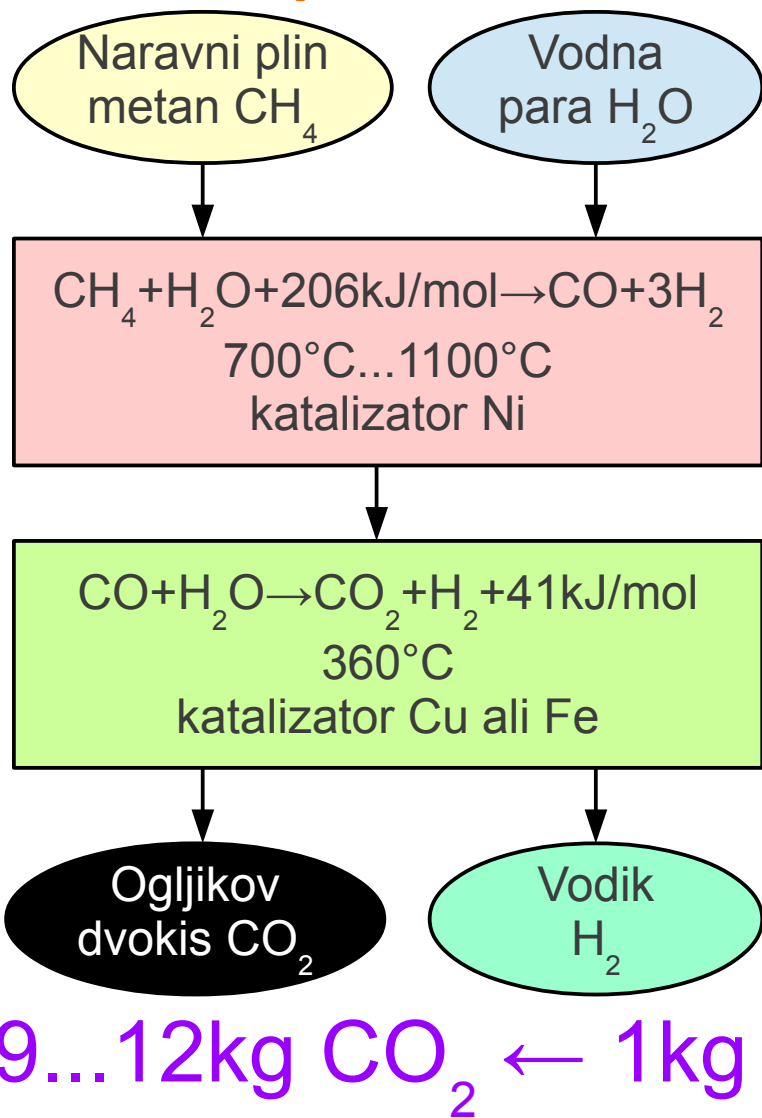 Naravni plin
metan CH₄
Vodna
para H₂O
CH₄+H₂O+206kJ/mol→CO+3H₂
700°C...1100°C
katalizator Ni
CO+H₂O→CO₂+H₂+41kJ/mol
360°C
katalizator Cu ali Fe
Ogljikov
dvokis CO₂
Vodik
H₂
9...12kg CO₂ ← 1kg